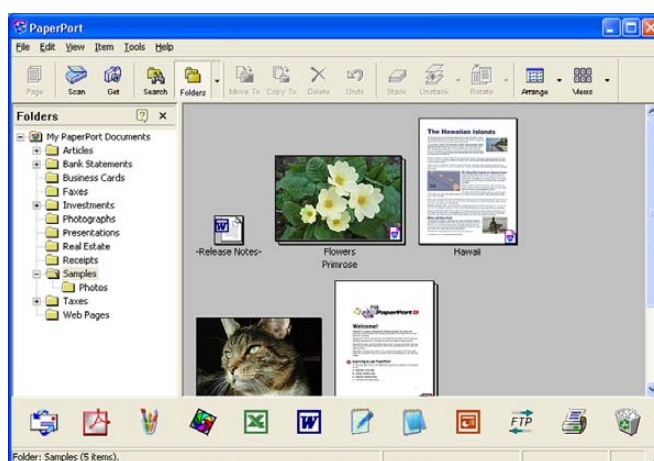 PaperPort
File Edit View Item Tools Help
Page Scan Get Search Folders Move To Copy To Delete Undo Stack Unstack Rotate Arrange Views
Folders
My PaperPort Documents
Articles
Bank Statements
Business Cards
Faxes
Investments
Photographs
Presentations
Real Estate
Receipts
Samples
Photos
Taxes
Web Pages
The Hawaiian Islands
-Release Notes-
Flowers
Primrose
Hawaii
PaperPort
Welcome!
FTP
Folder: Samples (5 items).